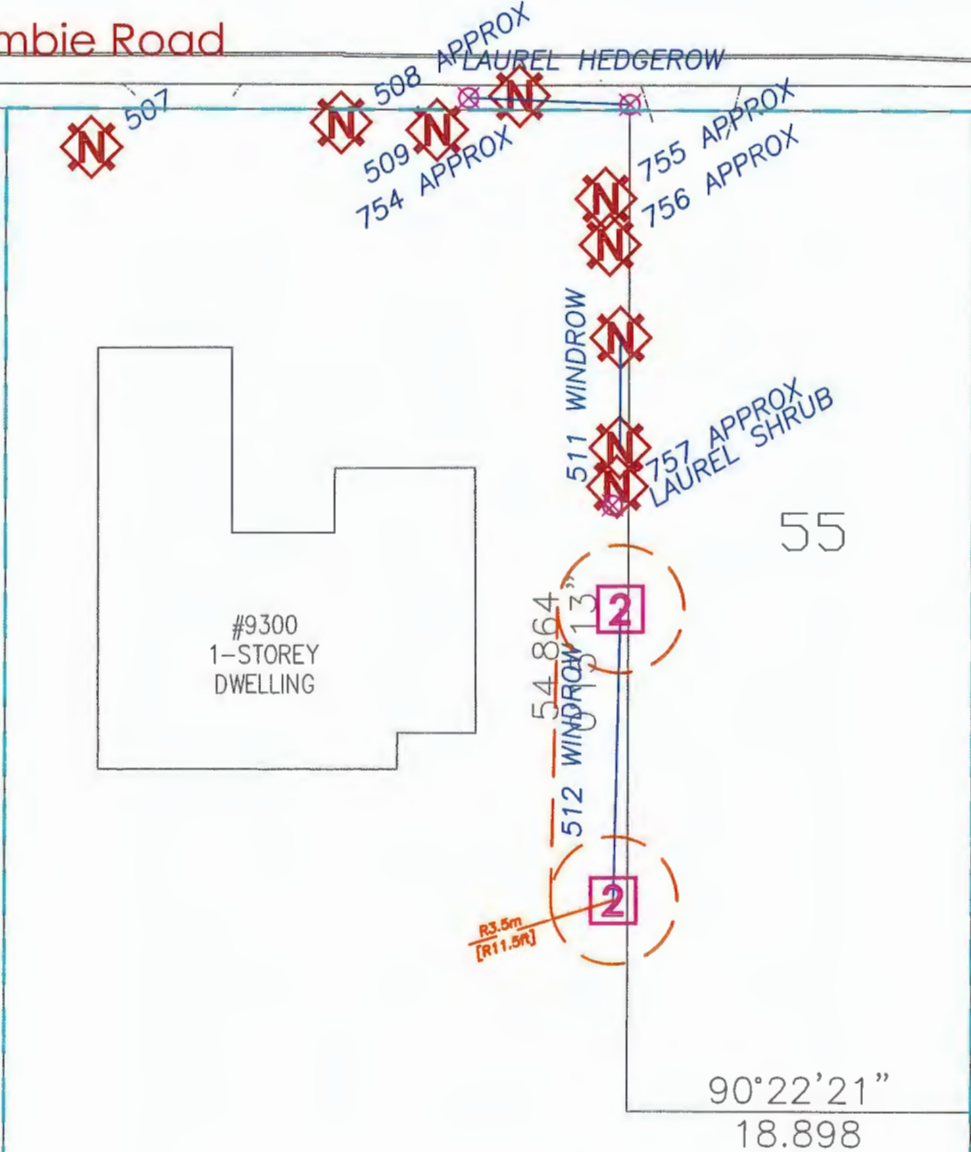 mbie Road
508 APPROX
LAUREL HEDGEROW
507
N
N
N
N
509
754 APPROX
755 APPROX
756 APPROX
N
N
511 WINDROW
N
N
N
757 APPROX
LAUREL SHRUB
55
2
54.864
512 WINDROW
#9300
1-STOREY
DWELLING
2
R3.5m
[R11.5ft]
90°22'21"
18.898